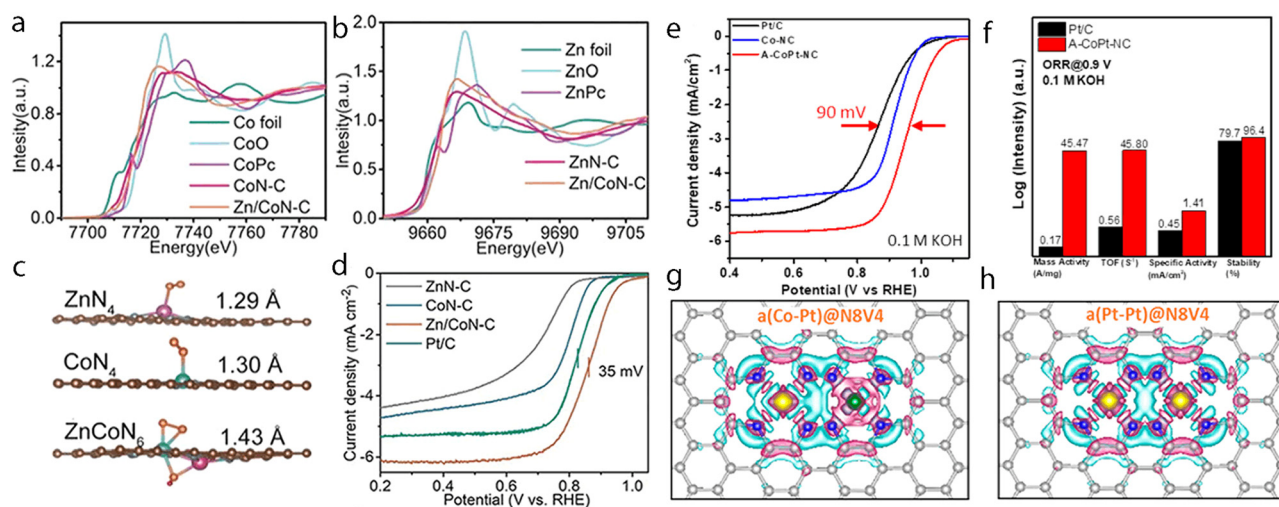 a
Intesity(a.u.)
1.2
0.8
0.4
0.0
Co foil
CoO
CoPc
CoN-C
Zn/CoN-C
7700 7720 7740 7760 7780
Energy(eV)
b
Intesity(a.u.)
2.0
1.5
1.0
0.5
0.0
Zn foil
ZnO
ZnPc
ZnN-C
Zn/CoN-C
9660 9675 9690 9705
Energy(eV)
c
ZnN4 1.29 Å
CoN4 1.30 Å
ZnCoN6 1.43 Å
d
Current density (mA cm⁻²)
0
-2
-4
-6
ZnN-C
CoN-C
Zn/CoN-C
Pt/C
35 mV
0.2 0.4 0.6 0.8 1.0
Potential (V vs. RHE)
e
Current density (mA/cm²)
0
-1
-2
-3
-4
-5
-6
Pt/C
Co-NC
A-CoPt-NC
90 mV
0.1 M KOH
0.4 0.6 0.8 1.0
Potential (V vs RHE)
f
Log (Intensity) (a.u.)
Pt/C
A-CoPt-NC
ORR@0.9 V
0.1 M KOH
0.17 45.47 0.56 45.80 0.45 1.41 79.7 96.4
Mass Activity TOF (S⁻¹) Specific Activity Stability
(A/mg) (mA/cm²) (%)
g
a(Co-Pt)@N8V4
h
a(Pt-Pt)@N8V4